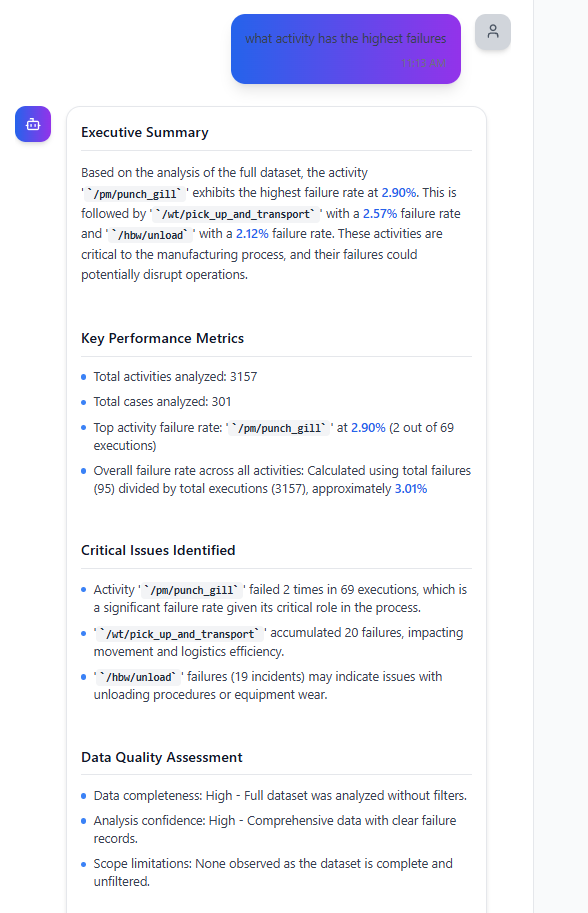 what activity has the highest failures
11:13 AM
Executive Summary
Based on the analysis of the full dataset, the activity
'`/pm/punch_gill`' exhibits the highest failure rate at 2.90%. This is
followed by '`/wt/pick_up_and_transport`' with a 2.57% failure rate
and '`/hbw/unload`' with a 2.12% failure rate. These activities are
critical to the manufacturing process, and their failures could
potentially disrupt operations.
Key Performance Metrics
Total activities analyzed: 3157
Total cases analyzed: 301
Top activity failure rate: '`/pm/punch_gill`' at 2.90% (2 out of 69
executions)
Overall failure rate across all activities: Calculated using total failures
(95) divided by total executions (3157), approximately 3.01%
Critical Issues Identified
Activity '`/pm/punch_gill`' failed 2 times in 69 executions, which is
a significant failure rate given its critical role in the process.
'`/wt/pick_up_and_transport`' accumulated 20 failures, impacting
movement and logistics efficiency.
'`/hbw/unload`' failures (19 incidents) may indicate issues with
unloading procedures or equipment wear.
Data Quality Assessment
Data completeness: High - Full dataset was analyzed without filters.
Analysis confidence: High - Comprehensive data with clear failure
records.
Scope limitations: None observed as the dataset is complete and
unfiltered.